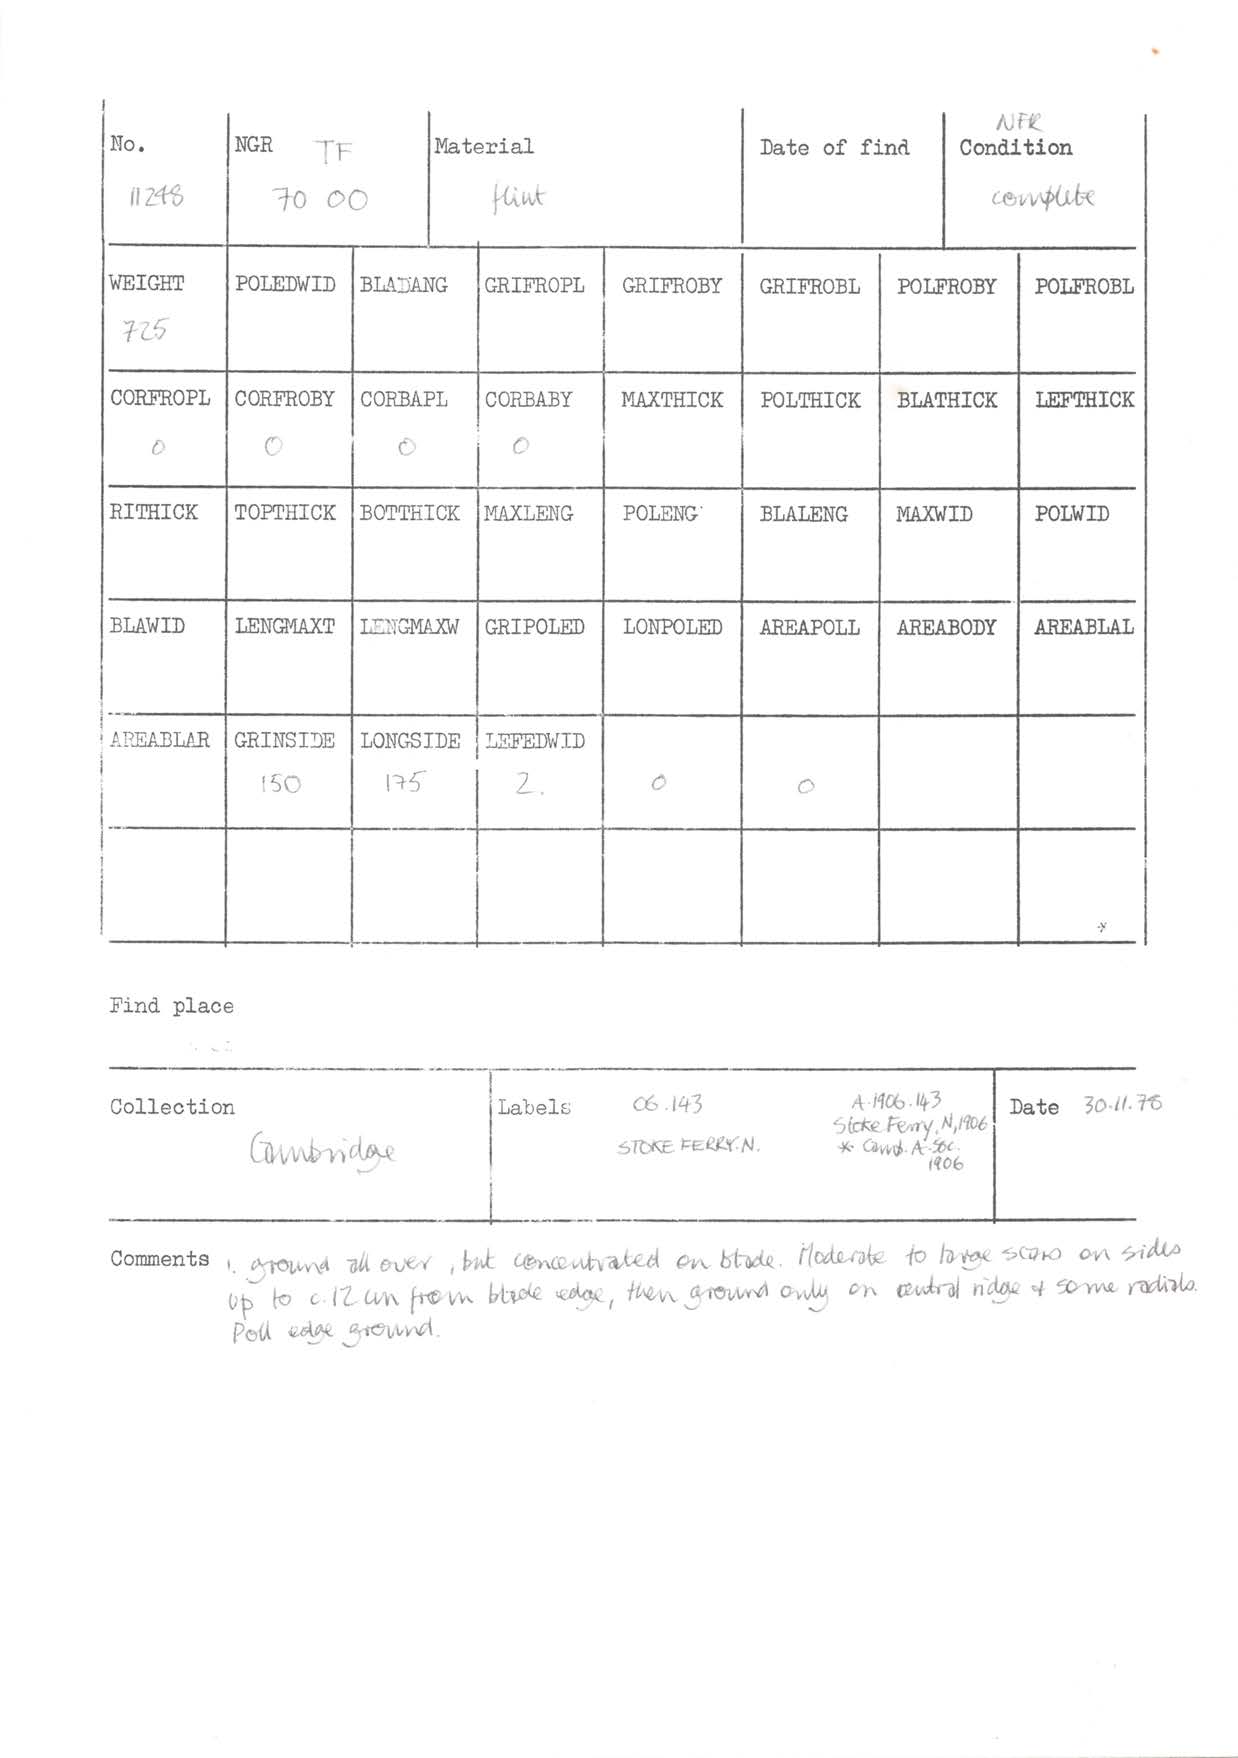 NFR
No. NGR TF Material Date of find Condition
11248 70 00 flint complete
WEIGHT POLEDWID BLADANG GRIFROPL GRIFROBY GRIFROBL POLFROBY POLFROBL
725
CORFROPL CORFROBY CORBAPL CORBABY MAXTHICK POLTHICK BLATHICK LEFTHICK
0 0 0 0
RITHICK TOPTHICK BOTTHICK MAXLENG POLENG BLALENG MAXWID POLWID
BLAWID LENGMAXT LENGMAXW GRIPOLED LONPOLED AREAPOLL AREABODY AREABLAL
AREABLAR GRINSIDE LONGSIDE LEFEDWID
150 175 2. 0 0
Find place
Collection Labels 06.143 A.1906.143 Date 30.11.78
Stoke Ferry, N, 1906
Cambridge STOKE FERRY. N. * Camb. A. Soc.
1906
Comments 1. ground all over, but concentrated on blade. Moderate to large scars on sides
up to c.12 cm from blade edge, then ground only on central ridge & some radials.
Poll edge ground.